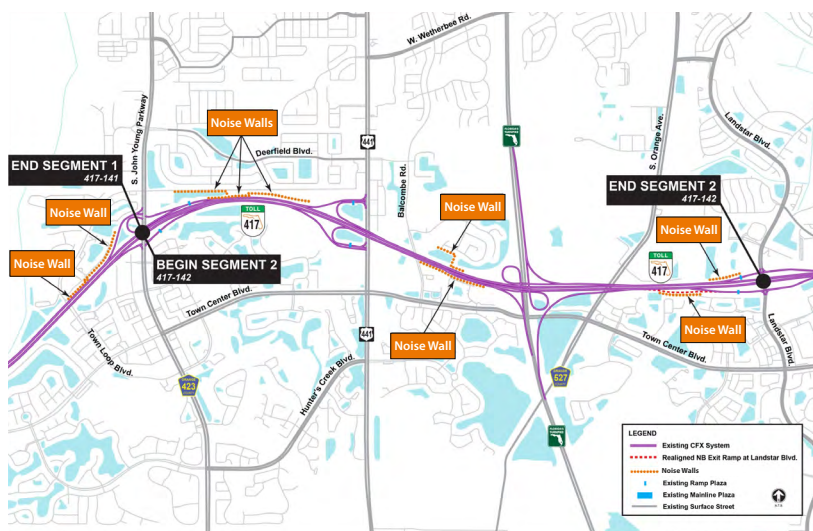 W. Wetherbee Rd.
S. John Young Parkway
Noise Walls
441
FLORIDA'S TURNPIKE
S. Orange Ave.
Landstar Blvd.
Deerfield Blvd.
END SEGMENT 1
417-141
Balcombe Rd.
END SEGMENT 2
417-142
Noise Wall
TOLL
417
Noise Wall
Noise Wall
Noise Wall
BEGIN SEGMENT 2
417-142
TOLL
417
Town Center Blvd.
441
Noise Wall
Noise Wall
Town Center Blvd.
Landstar Blvd.
Town Loop Blvd.
Hunter's Creek Blvd.
423
527
LEGEND
Existing CFX System
Realigned NB Exit Ramp at Landstar Blvd.
Noise Walls
Existing Ramp Plaza
Existing Mainline Plaza
Existing Surface Street